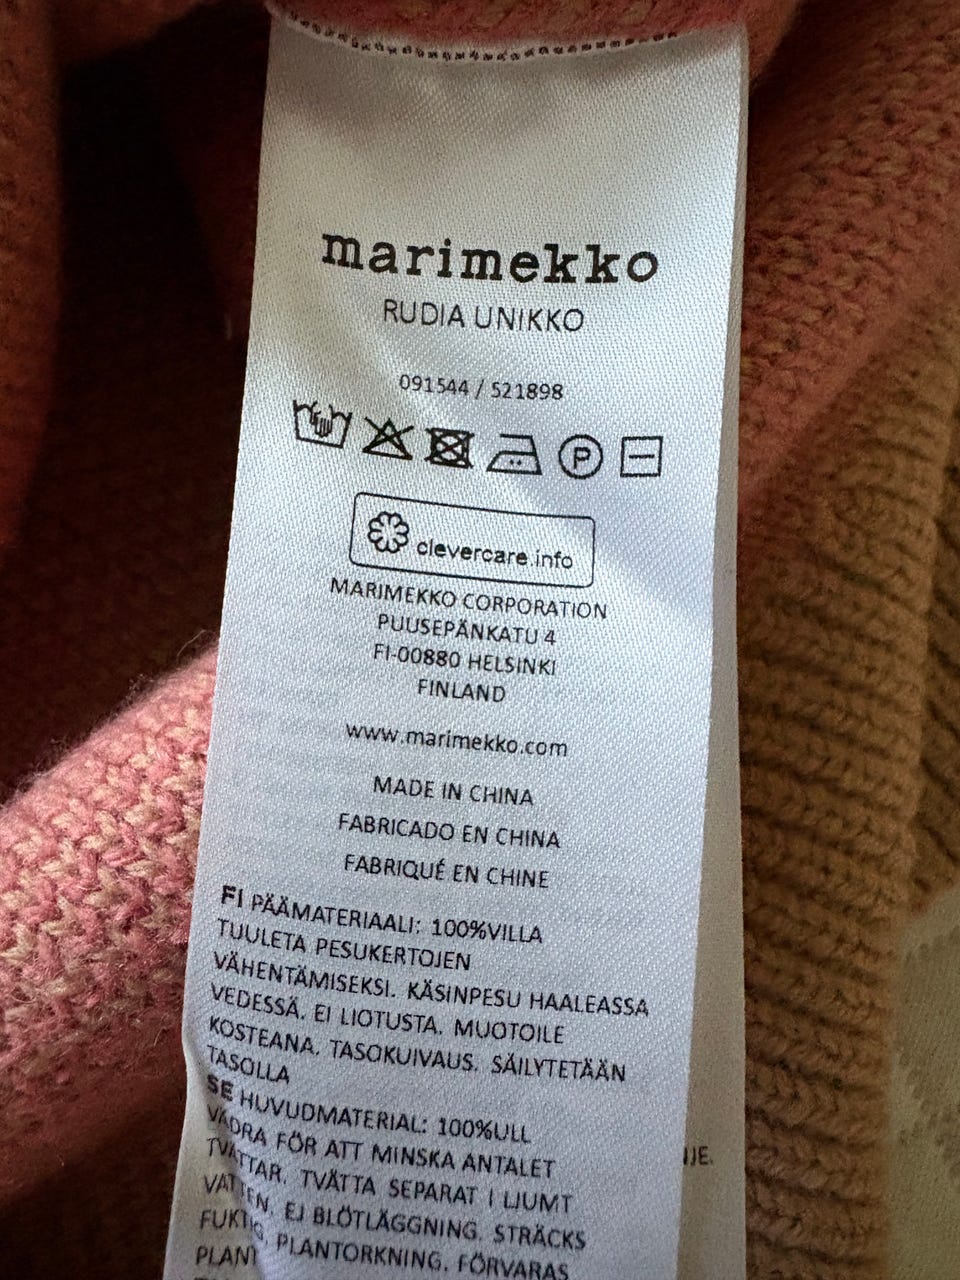 marimekko
RUDIA UNIKKO
091544 / 521898
P
clevercare.info
MARIMEKKO CORPORATION
PUUSEPÄNKATU 4
FI-00880 HELSINKI
FINLAND
www.marimekko.com
MADE IN CHINA
FABRICADO EN CHINA
FABRIQUÉ EN CHINE
FI PÄÄMATERIAALI: 100%VILLA
TUULETA PESUKERTOJEN
VÄHENTÄMISEKSI. KÄSINPESU HAALEASSA
VEDESSÄ. EI LIOTUSTA. MUOTOILE
KOSTEANA. TASOKUIVAUS. SÄILYTETÄÄN
TASOLLA
SE HUVUDMATERIAL: 100%ULL
VÄDRA FÖR ATT MINSKA ANTALET
TVÄTTAR. TVÄTTA SEPARAT I LJUMT
VATTEN. EJ BLÖTLÄGGNING. STRÄCKS
FUKTIG. PLANTORKNING. FÖRVARAS
PLANT